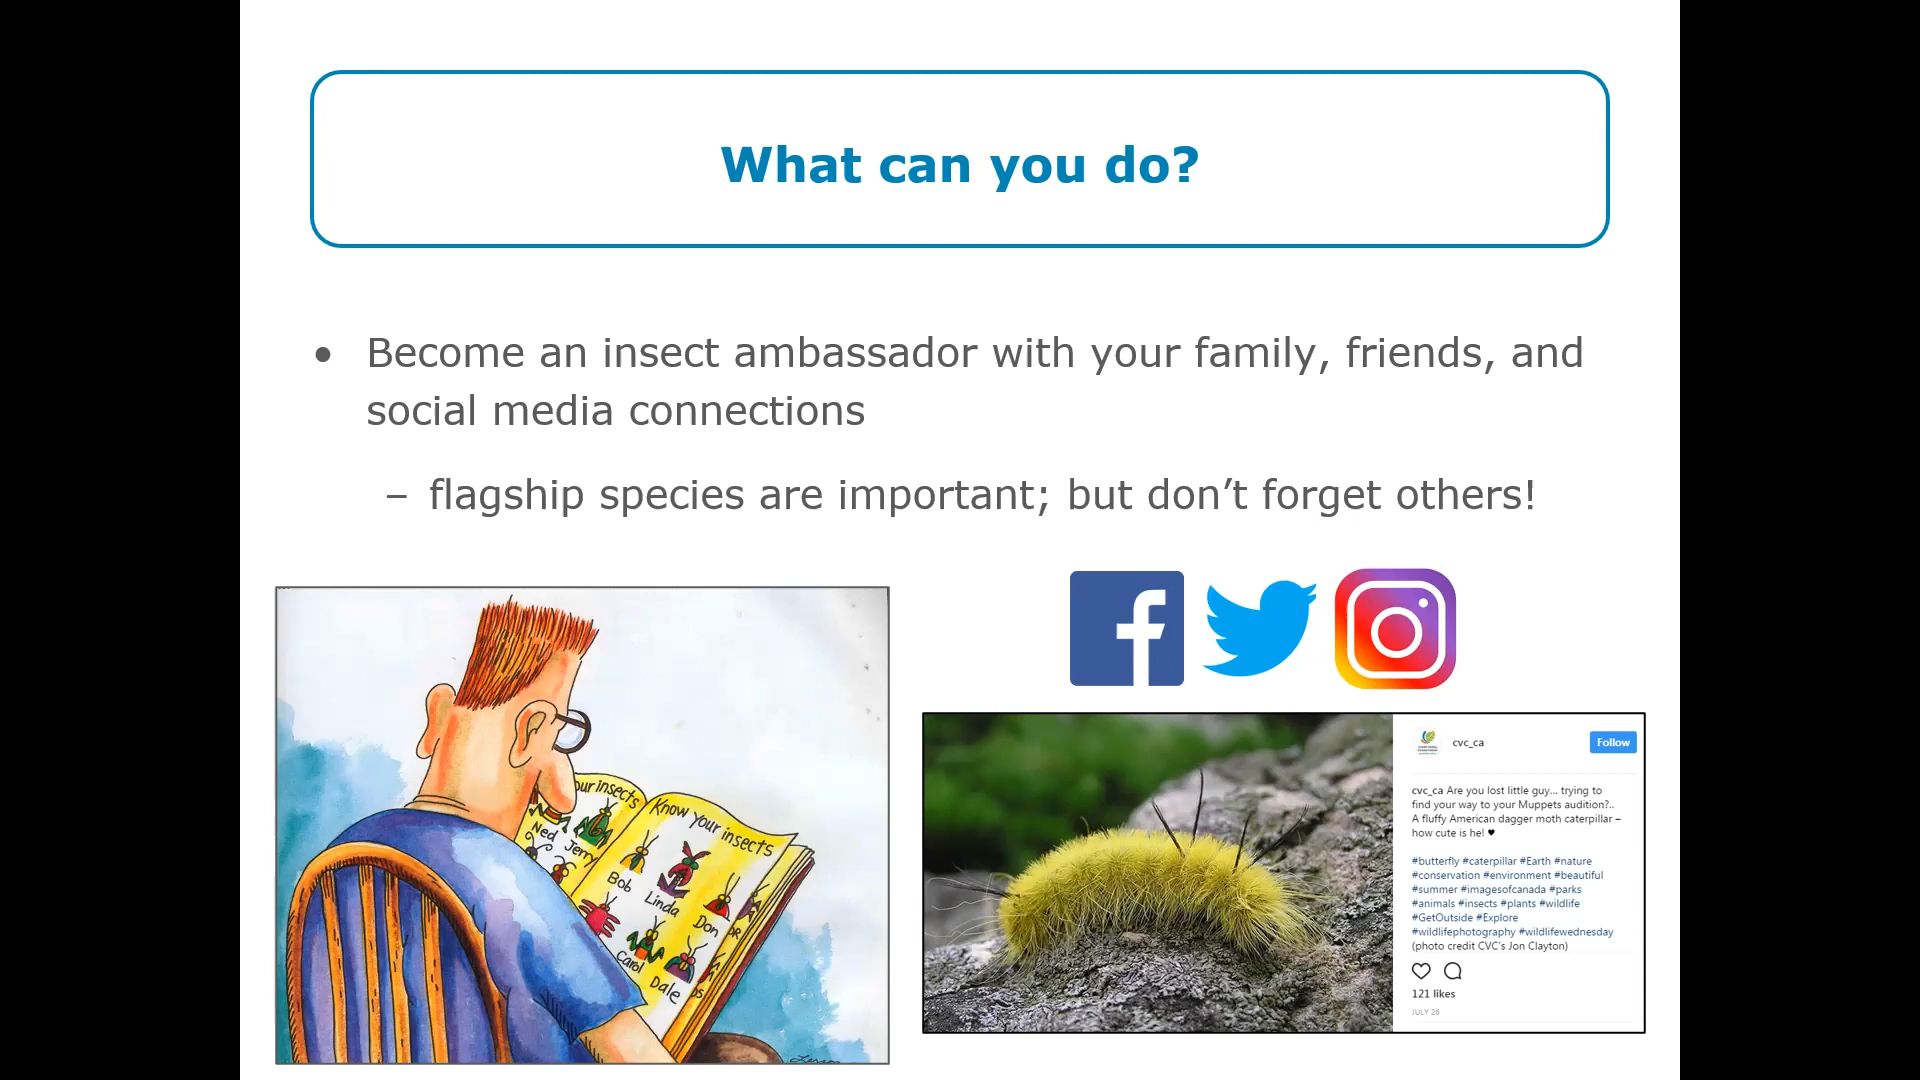 What can you do?
• Become an insect ambassador with your family, friends, and
social media connections
– flagship species are important; but don’t forget others!
our insects
Know your insects
Ned
Jerry
Bob
Linda
Don
Carol
Dale
Larson
cvc_ca
Follow
cvc_ca Are you lost little guy... trying to
find your way to your Muppets audition?..
A fluffy American dagger moth caterpillar –
how cute is he! ♥
#butterfly #caterpillar #Earth #nature
#conservation #environment #beautiful
#summer #imagesofcanada #parks
#animals #insects #plants #wildlife
#GetOutside #Explore
#wildlifephotography #wildlifewednesday
(photo credit CVC's Jon Clayton)
121 likes
JULY 26